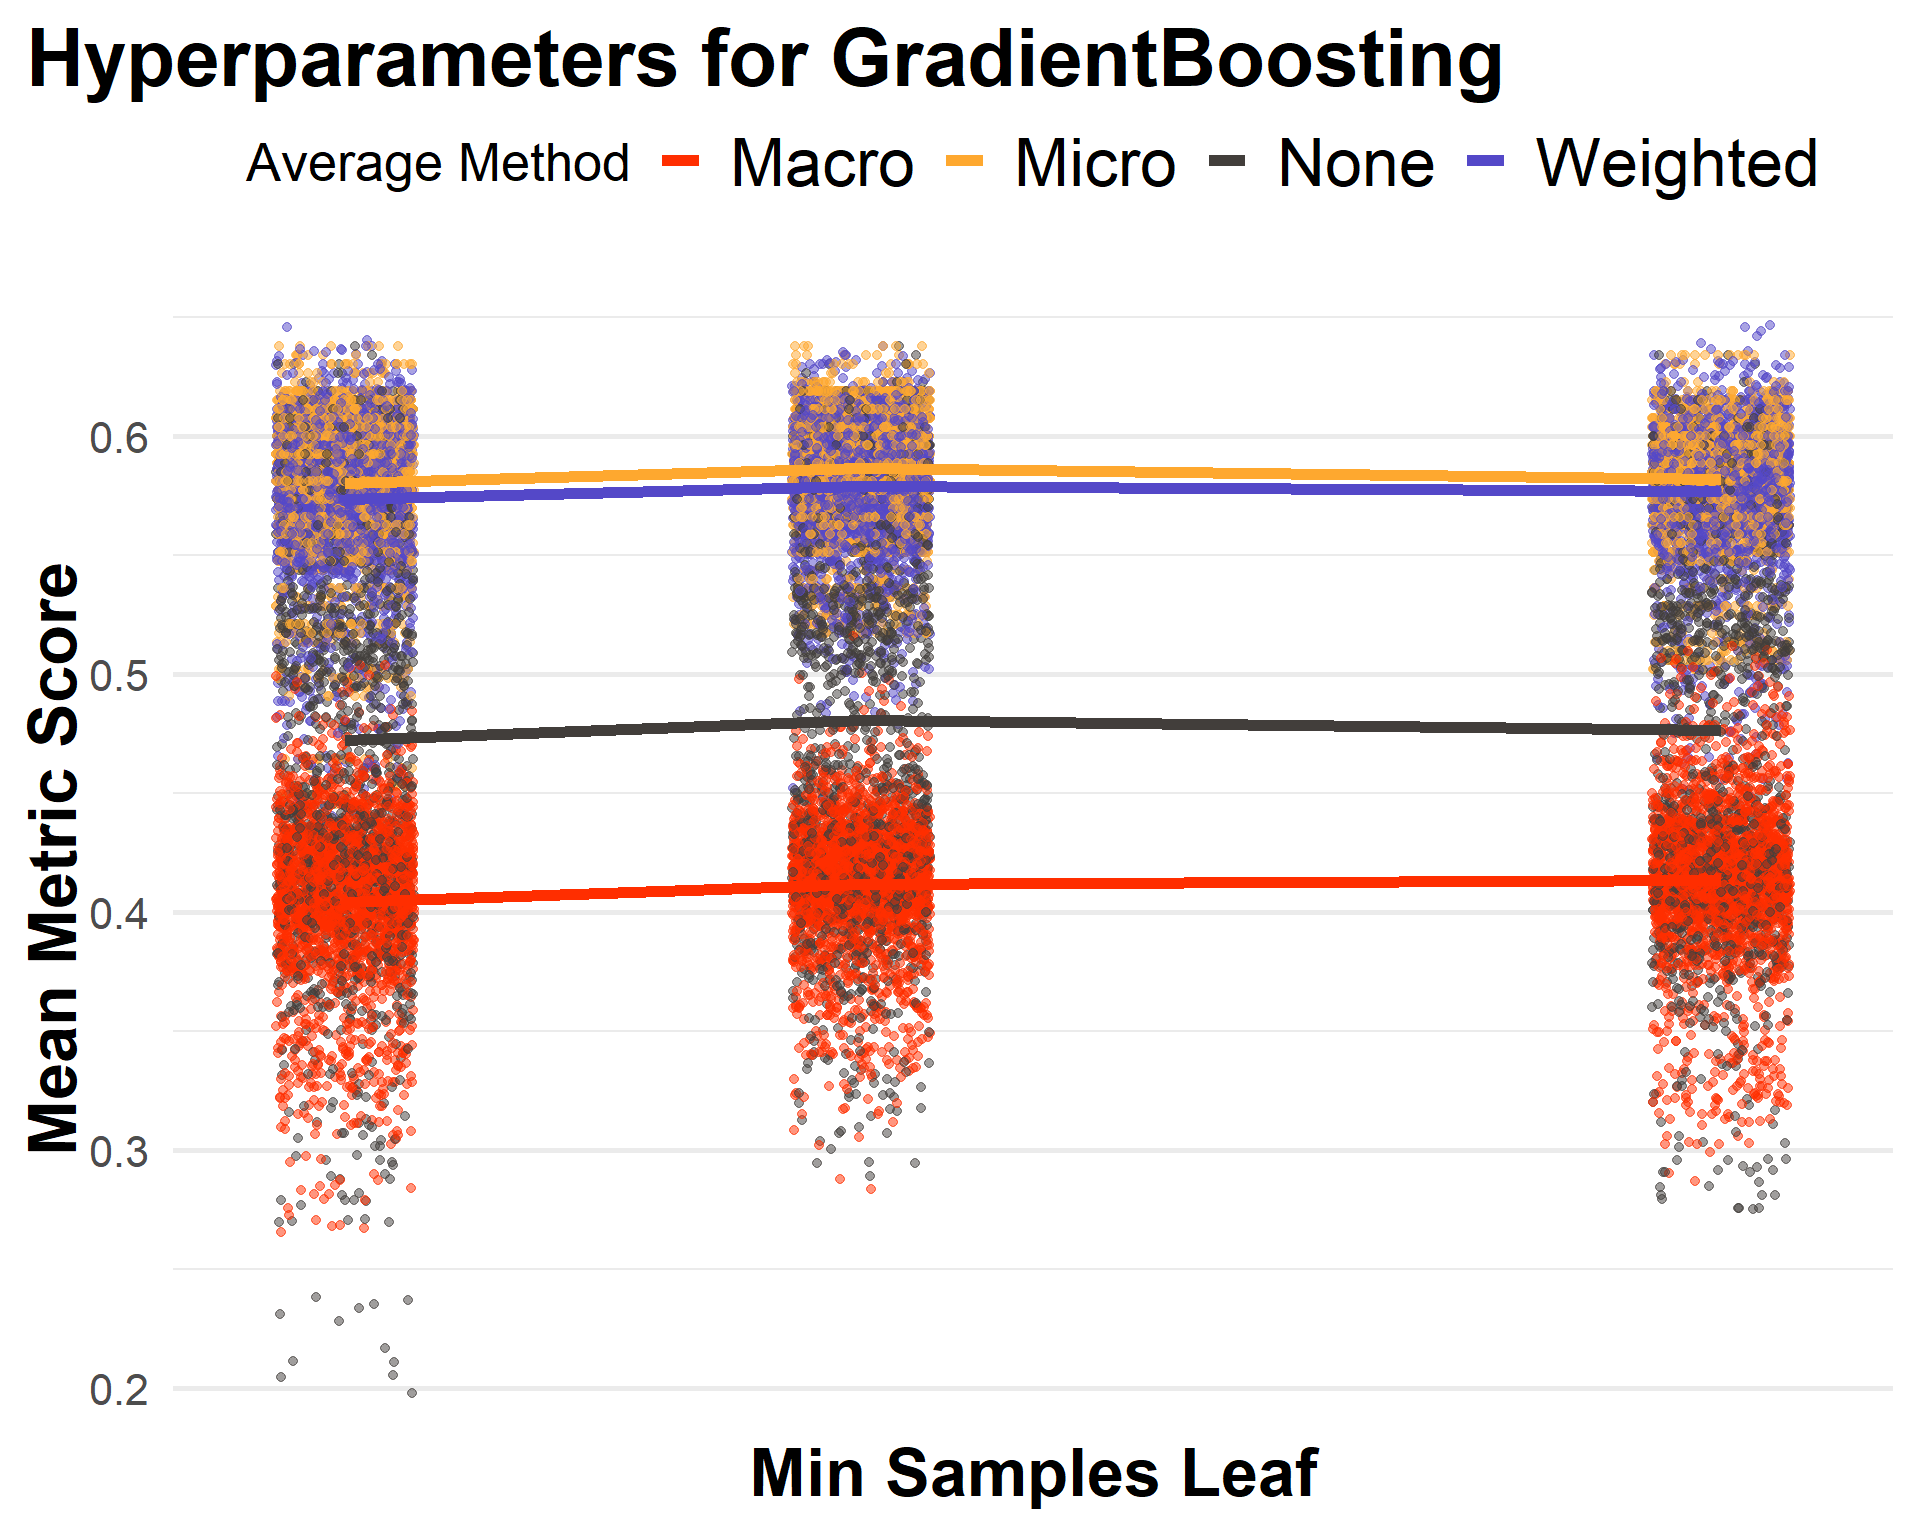 Hyperparameters for GradientBoosting
Average Method Macro Micro None Weighted
Mean Metric Score
0.6
0.5
0.4
0.3
0.2
Min Samples Leaf